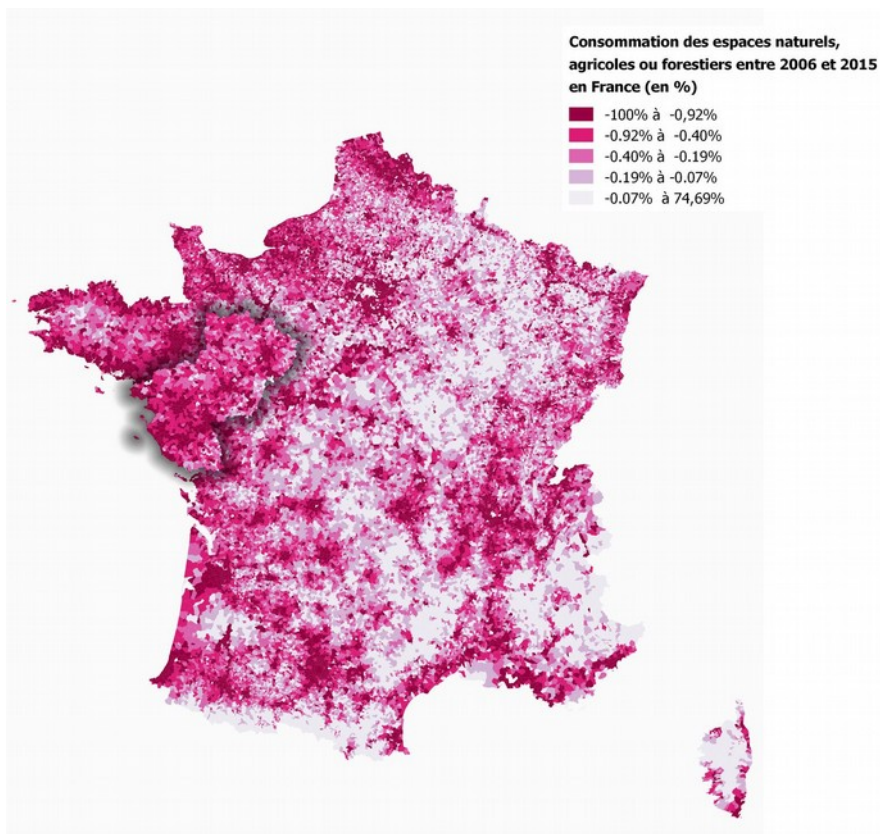 Consommation des espaces naturels,
agricoles ou forestiers entre 2006 et 2015
en France (en %)
-100% à -0,92%
-0.92% à -0.40%
-0.40% à -0.19%
-0.19% à -0.07%
-0.07% à 74,69%